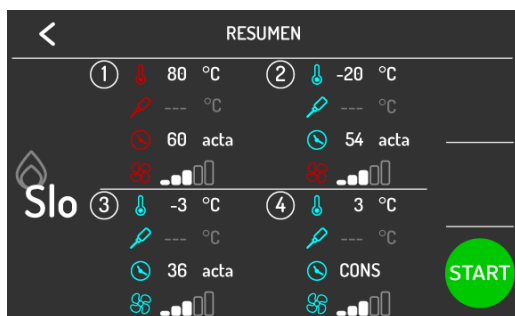 RESUMEN
1 80 °C 2 -20 °C
--- °C --- °C
60 acta 54 acta
Slo
3 -3 °C 4 3 °C
--- °C --- °C
36 acta CONS
START